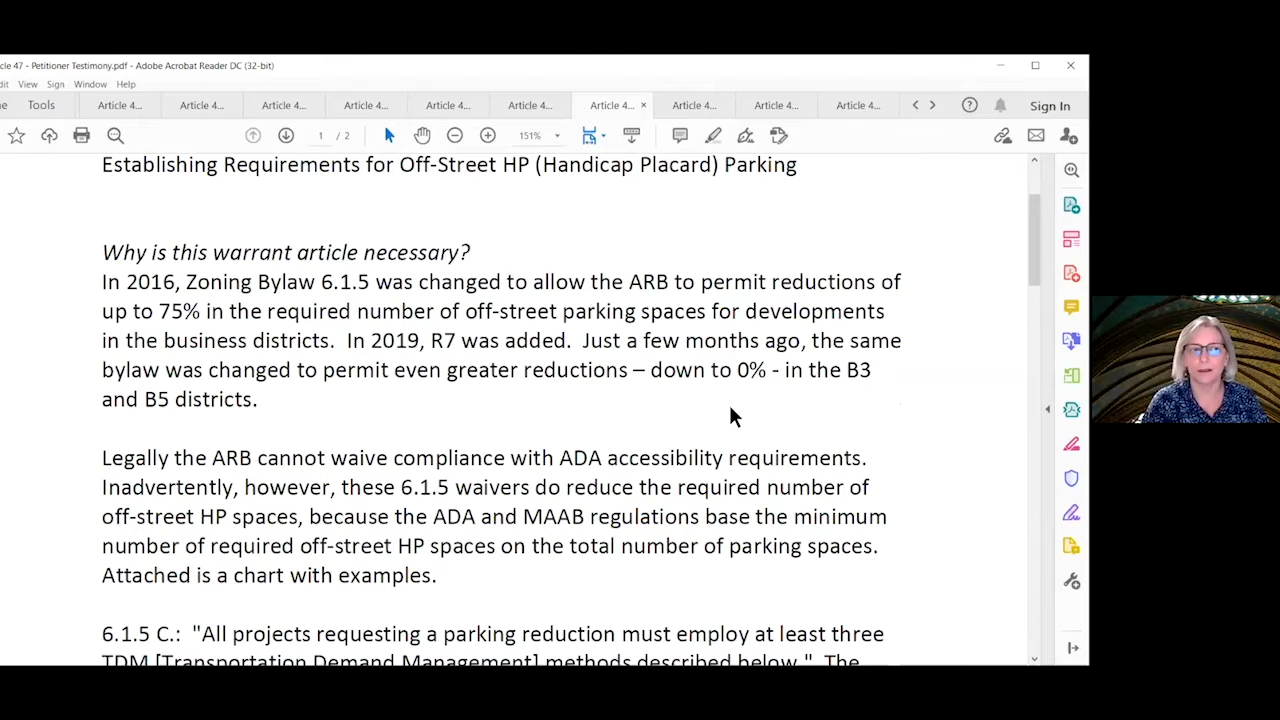 cle 47 - Petitioner Testimony.pdf - Adobe Acrobat Reader DC (32-bit)
dit View Sign Window Help
e Tools Article 4... Article 4... Article 4... Article 4... Article 4... Article 4... Article 4... × Article 4... Article 4... Article 4... Sign In
1 / 2 151%
Establishing Requirements for Off-Street HP (Handicap Placard) Parking
Why is this warrant article necessary?
In 2016, Zoning Bylaw 6.1.5 was changed to allow the ARB to permit reductions of
up to 75% in the required number of off-street parking spaces for developments
in the business districts.  In 2019, R7 was added.  Just a few months ago, the same
bylaw was changed to permit even greater reductions – down to 0% - in the B3
and B5 districts.
Legally the ARB cannot waive compliance with ADA accessibility requirements.
Inadvertently, however, these 6.1.5 waivers do reduce the required number of
off-street HP spaces, because the ADA and MAAB regulations base the minimum
number of required off-street HP spaces on the total number of parking spaces.
Attached is a chart with examples.
6.1.5 C.:  "All projects requesting a parking reduction must employ at least three
TDM [Transportation Demand Management] methods described below."  The